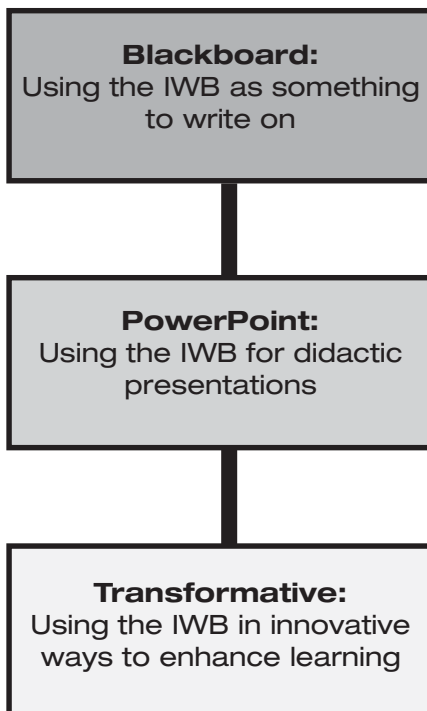 Blackboard:
Using the IWB as something
to write on
PowerPoint:
Using the IWB for didactic
presentations
Transformative:
Using the IWB in innovative
ways to enhance learning